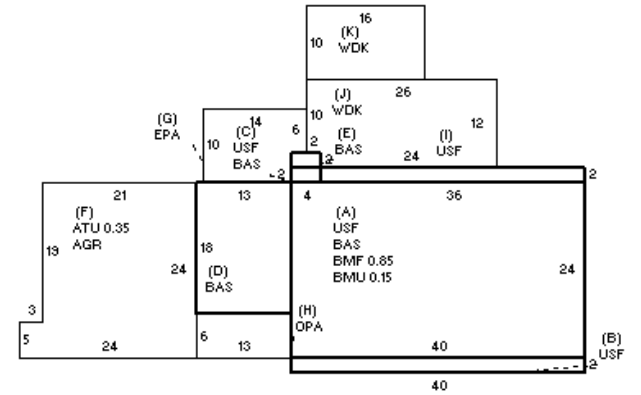 16
(K)
10
WDK
26
(J)
WDK
10
(G)
EPA
14
6
12
(C)
USF
BAS
10
2
(E)
BAS
2
(I)
USF
24
2
2
21
13
4
36
(F)
ATU 0.35
AGR
19
(A)
USF
BAS
BMF 0.85
BMU 0.15
18
24
(D)
BAS
24
3
(H)
OPA
5
24
6
13
40
(B)
USF
2
40